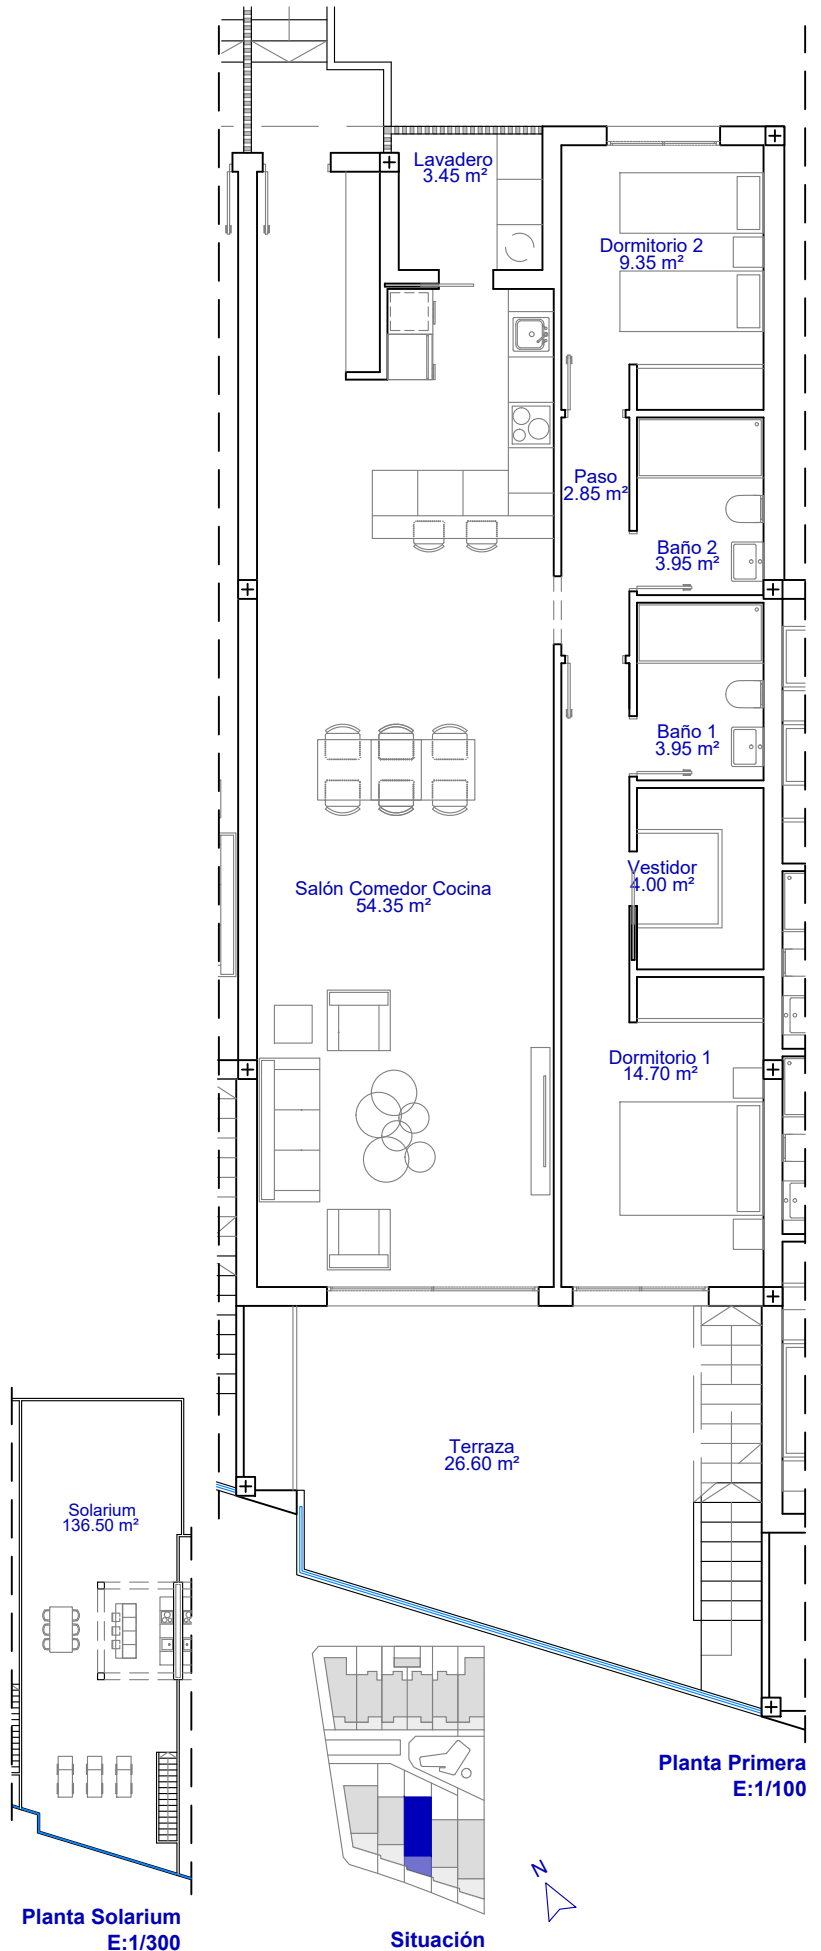 Lavadero
3.45 m²
Dormitorio 2
9.35 m²
Paso
2.85 m²
Baño 2
3.95 m²
Baño 1
3.95 m²
Vestidor
4.00 m²
Salón Comedor Cocina
54.35 m²
Dormitorio 1
14.70 m²
Terraza
26.60 m²
Solarium
136.50 m²
Planta Primera
E:1/100
N
Planta Solarium
E:1/300
Situación